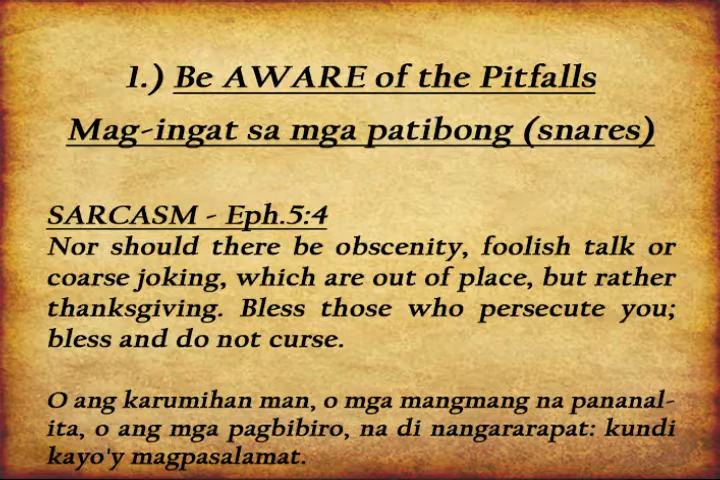 1.) Be AWARE of the Pitfalls
Mag-ingat sa mga patibong (snares)
SARCASM - Eph.5:4
Nor should there be obscenity, foolish talk or
coarse joking, which are out of place, but rather
thanksgiving. Bless those who persecute you;
bless and do not curse.
O ang karumihan man, o mga mangmang na pananal-
ita, o ang mga pagbibiro, na di nangararapat: kundi
kayo'y magpasalamat.